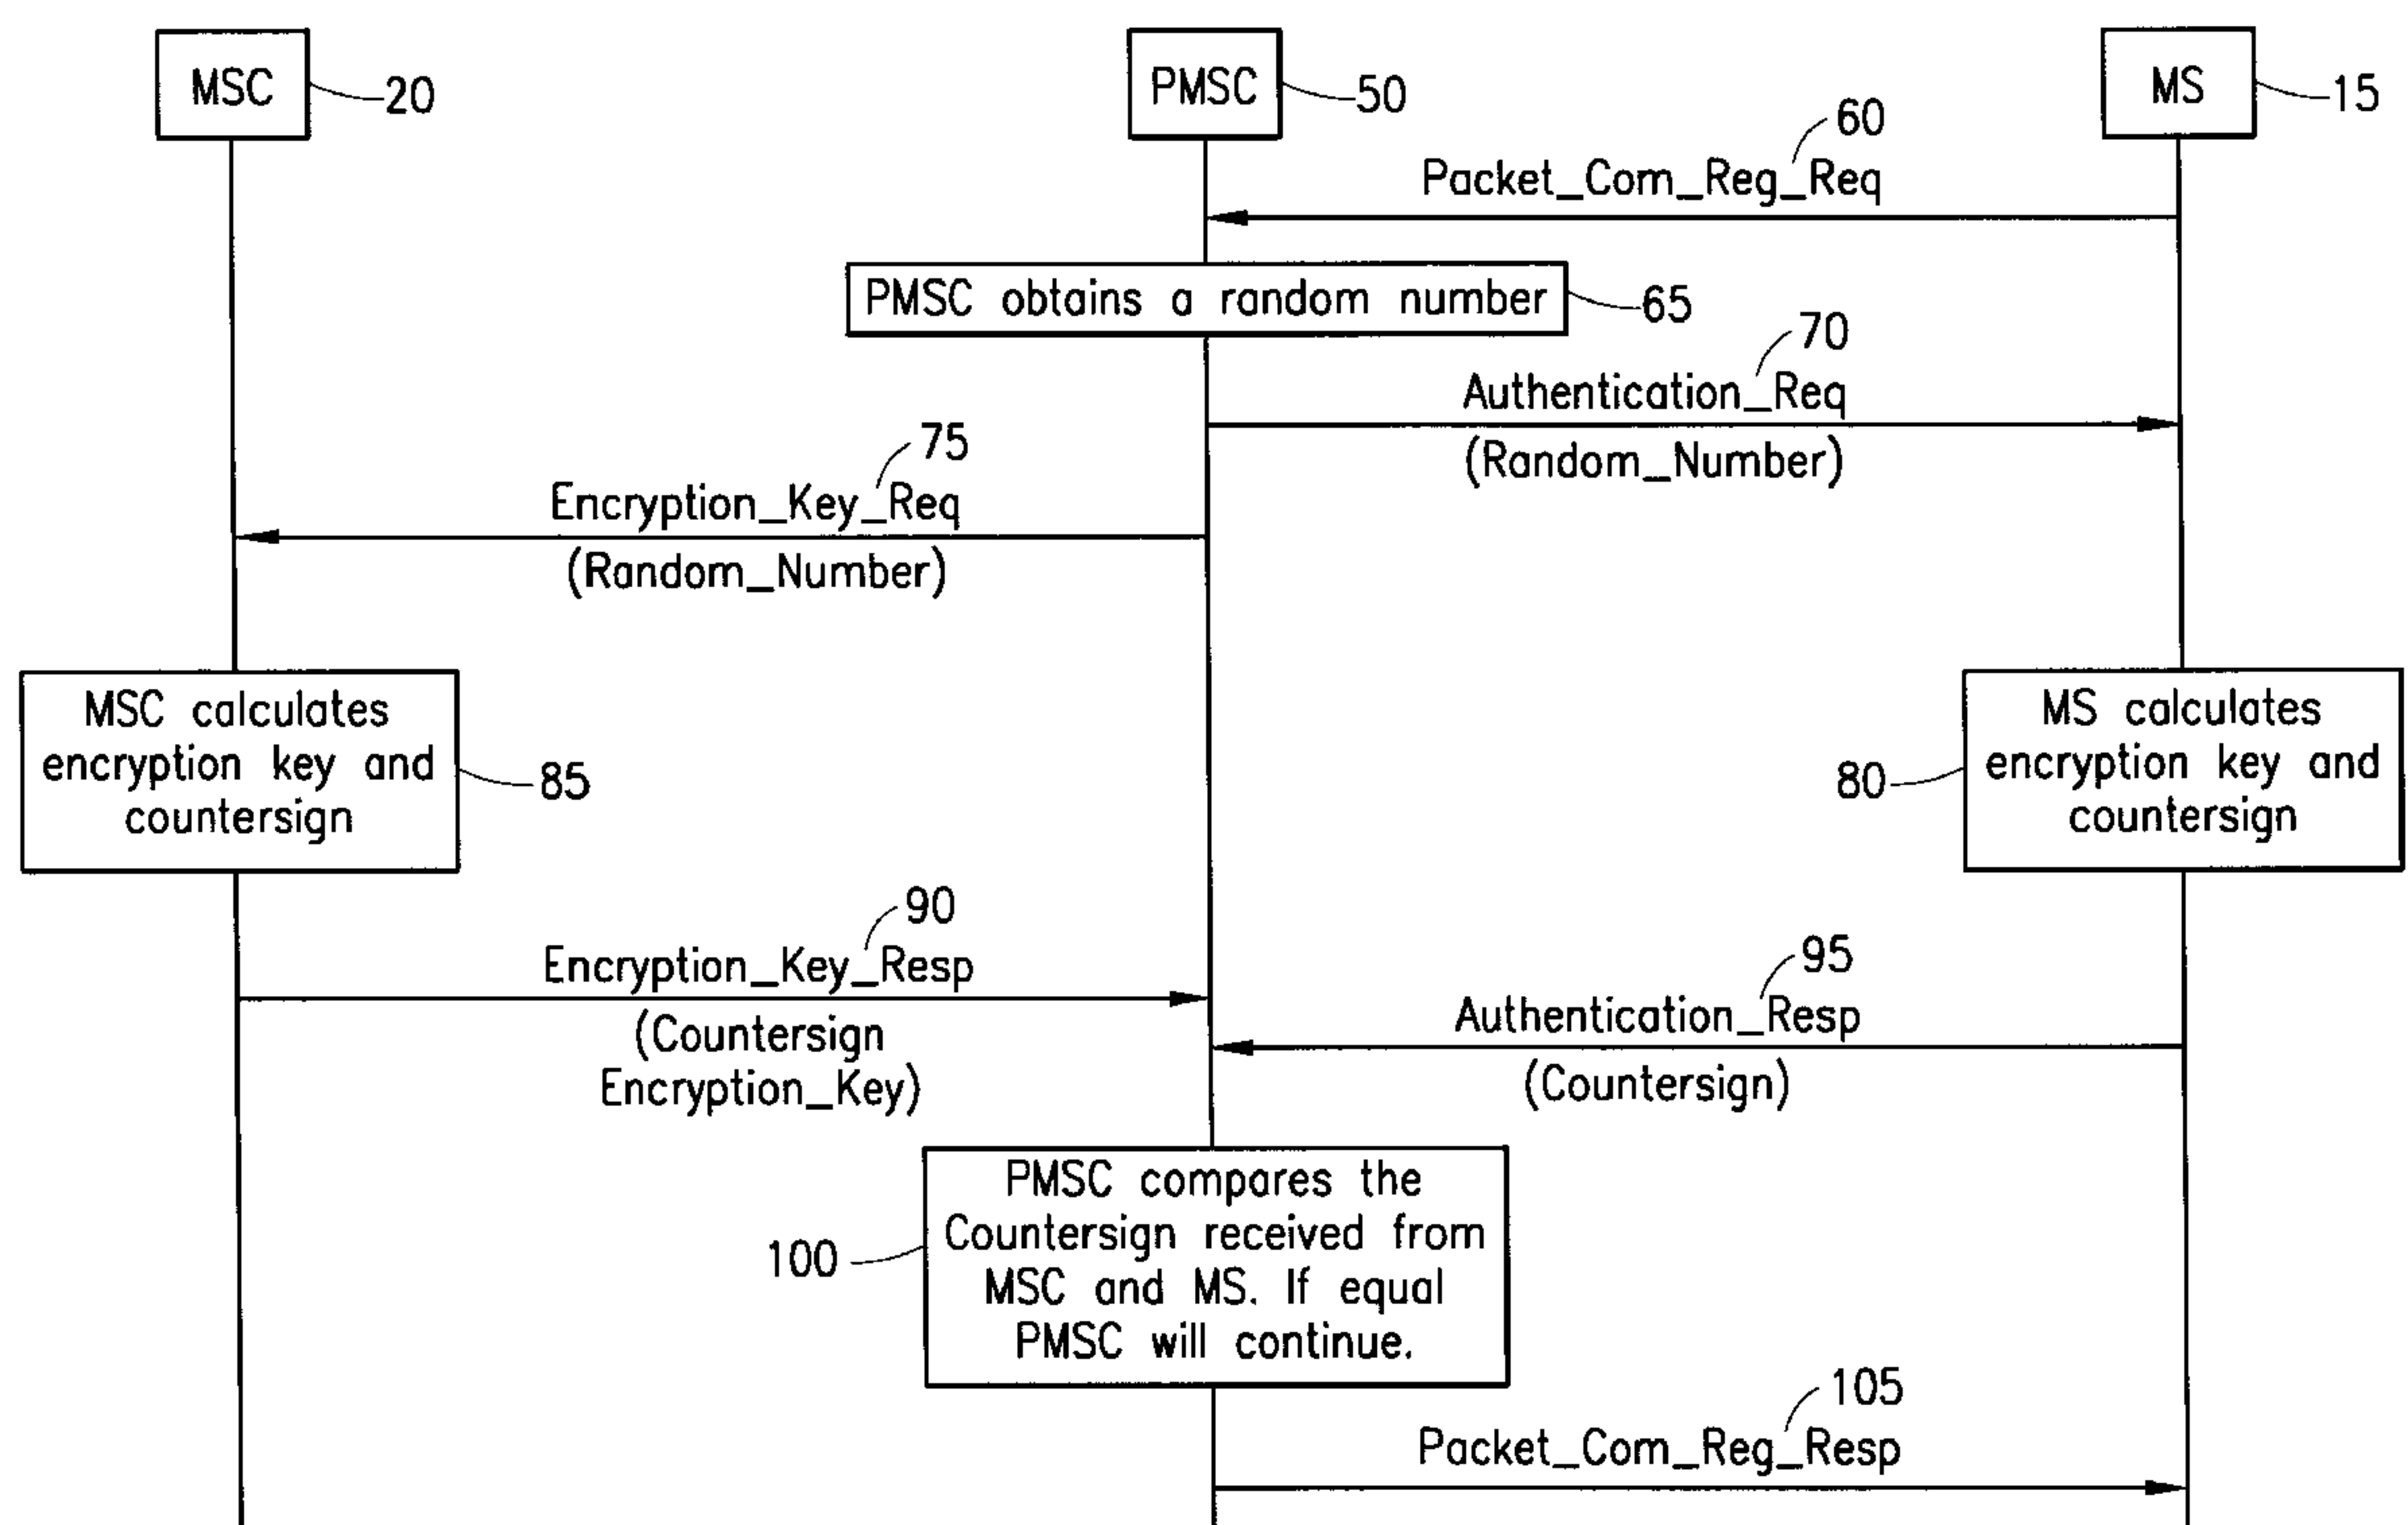 MSC
20
PMSC
50
MS
15
60
Packet_Com_Reg_Req
PMSC obtains a random number
65
70
Authentication_Req
(Random_Number)
75
Encryption_Key_Req
(Random_Number)
MSC calculates
encryption key and
countersign
85
80
MS calculates
encryption key and
countersign
90
Encryption_Key_Resp
(Countersign
Encryption_Key)
95
Authentication_Resp
(Countersign)
100
PMSC compares the
Countersign received from
MSC and MS. If equal
PMSC will continue.
105
Packet_Com_Reg_Resp